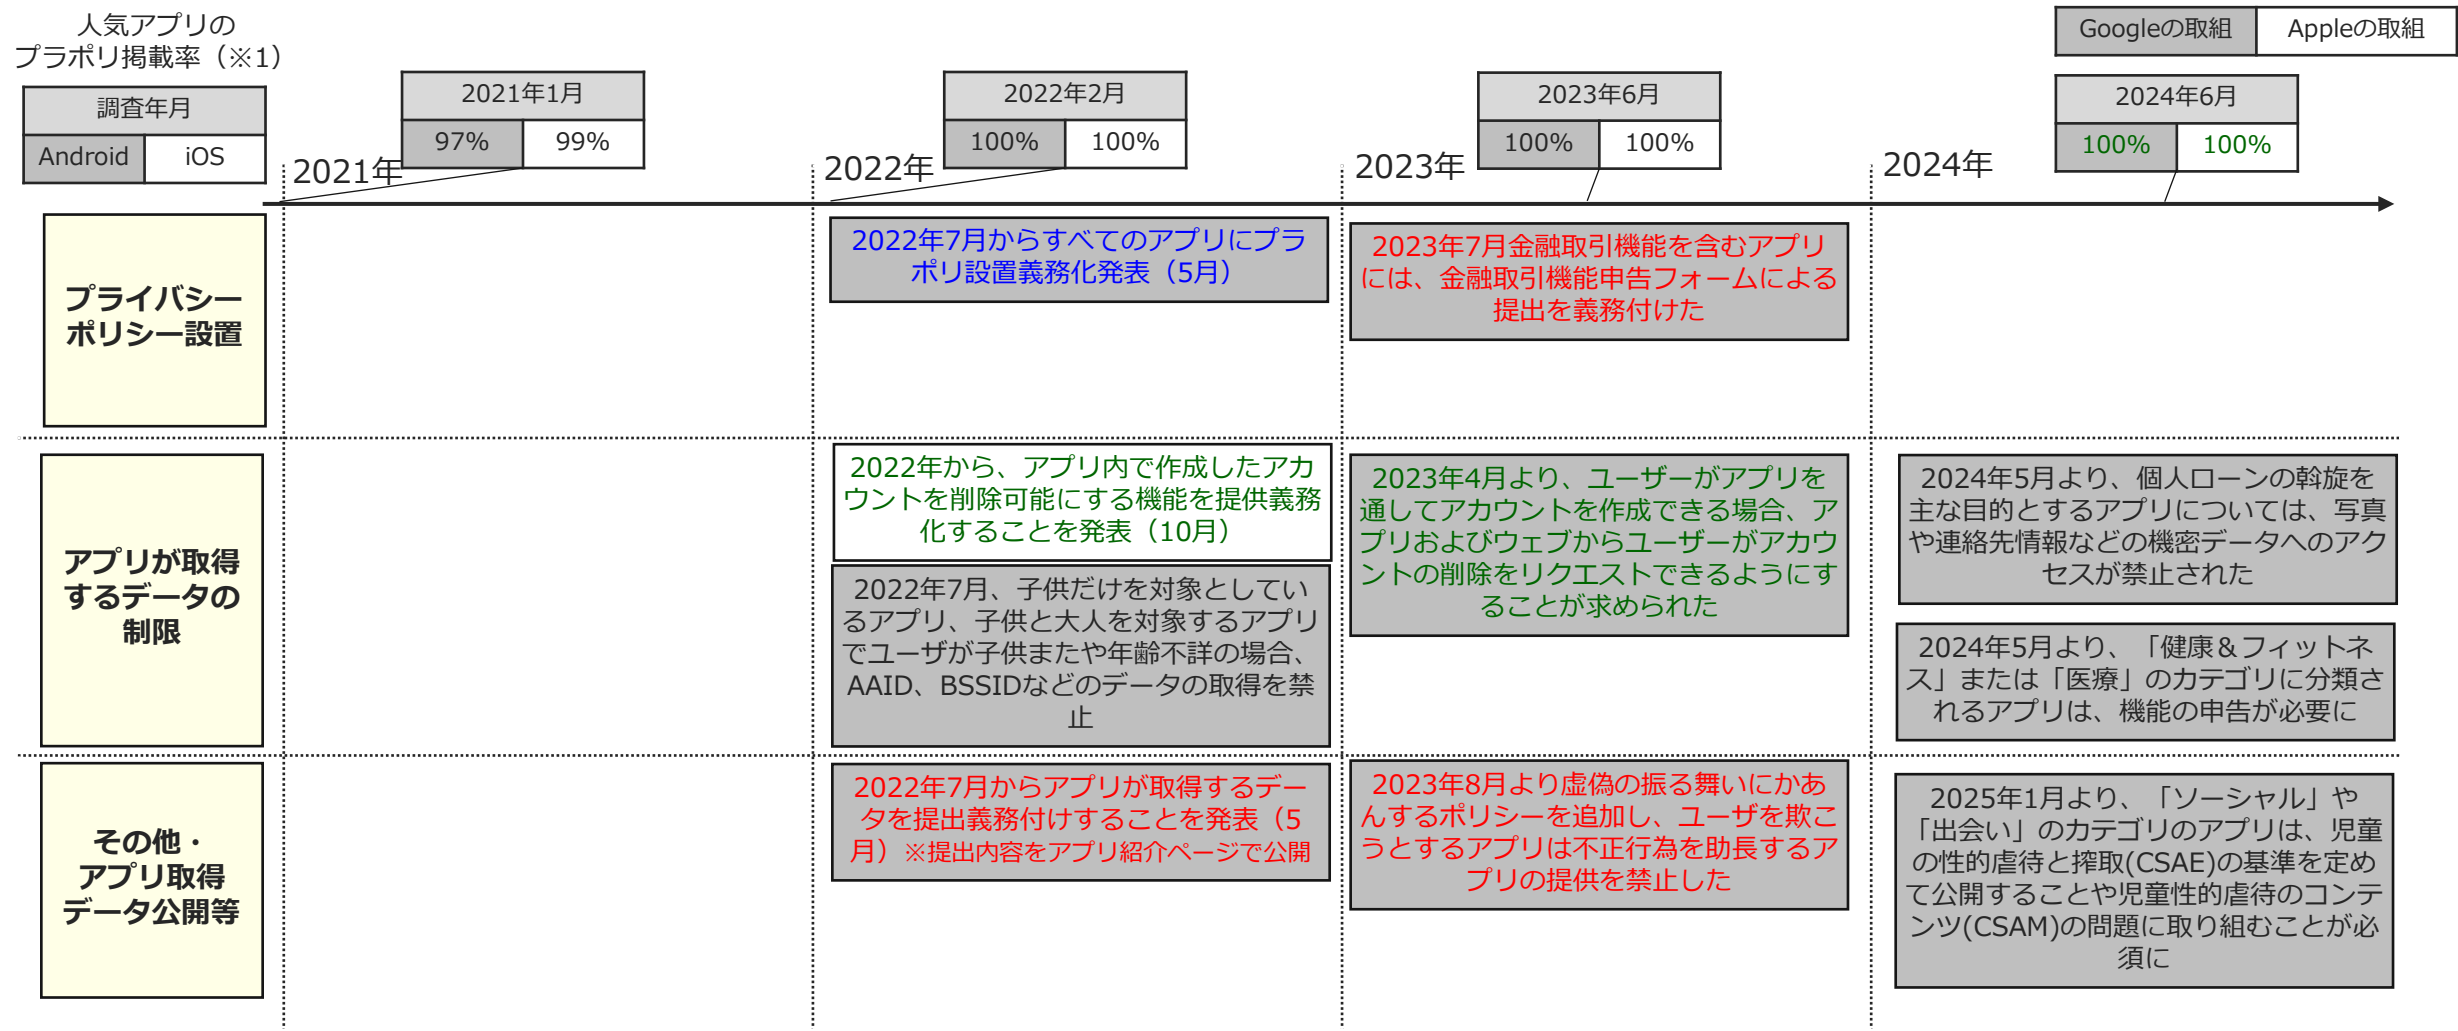 人気アプリの
プラポリ掲載率（※1）
Googleの取組
Appleの取組
調査年月
Android
iOS
2021年1月
97%
99%
2022年2月
100%
100%
2023年6月
100%
100%
2024年6月
100%
100%
2021年
2022年
2023年
2024年
プライバシー
ポリシー設置
2022年7月からすべてのアプリにプラ
ポリ設置義務化発表（5月）
2023年7月金融取引機能を含むアプリ
には、金融取引機能申告フォームによる
提出を義務付けた
アプリが取得
するデータの
制限
2022年から、アプリ内で作成したアカ
ウントを削除可能にする機能を提供義務
化することを発表（10月）
2022年7月、子供だけを対象としてい
るアプリ、子供と大人を対象するアプリ
でユーザが子供またや年齢不詳の場合、
AAID、BSSIDなどのデータの取得を禁
止
2023年4月より、ユーザーがアプリを
通してアカウントを作成できる場合、ア
プリおよびウェブからユーザーがアカウ
ントの削除をリクエストできるようにす
ることが求められた
2024年5月より、個人ローンの斡旋を
主な目的とするアプリについては、写真
や連絡先情報などの機密データへのアク
セスが禁止された
2024年5月より、「健康＆フィットネ
ス」または「医療」のカテゴリに分類さ
れるアプリは、機能の申告が必要に
その他・
アプリ取得
データ公開等
2022年7月からアプリが取得するデー
タを提出義務付けすることを発表（5
月）※提出内容をアプリ紹介ページで公開
2023年8月より虚偽の振る舞いにかあ
んするポリシーを追加し、ユーザを欺こ
うとするアプリは不正行為を助長するア
プリの提供を禁止した
2025年1月より、「ソーシャル」や
「出会い」のカテゴリのアプリは、児童
の性的虐待と搾取(CSAE)の基準を定め
て公開することや児童性的虐待のコンテ
ンツ(CSAM)の問題に取り組むことが必
須に